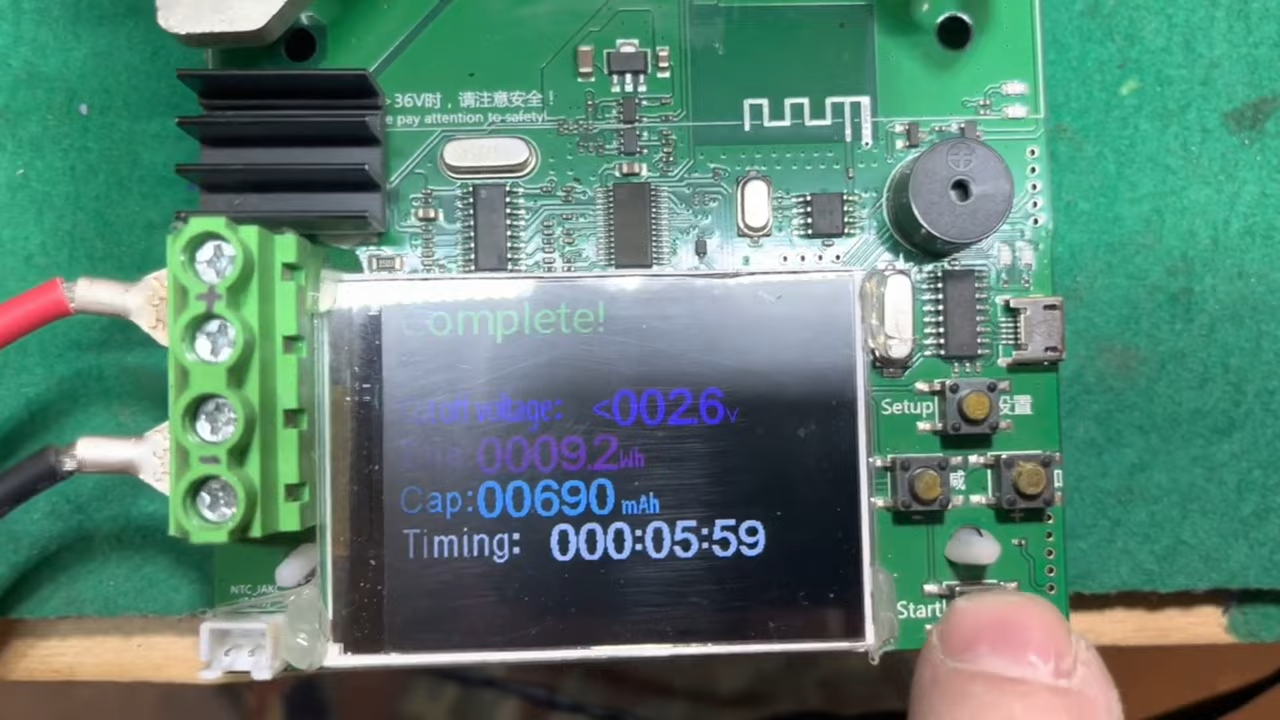 >36V时，请注意安全！
e pay attention to safety!
Complete!
Cutoff voltage: <002.6v
0009.2Wh
Cap:00690 mAh
Timing: 000:05:59
Setup 设置
减
Start